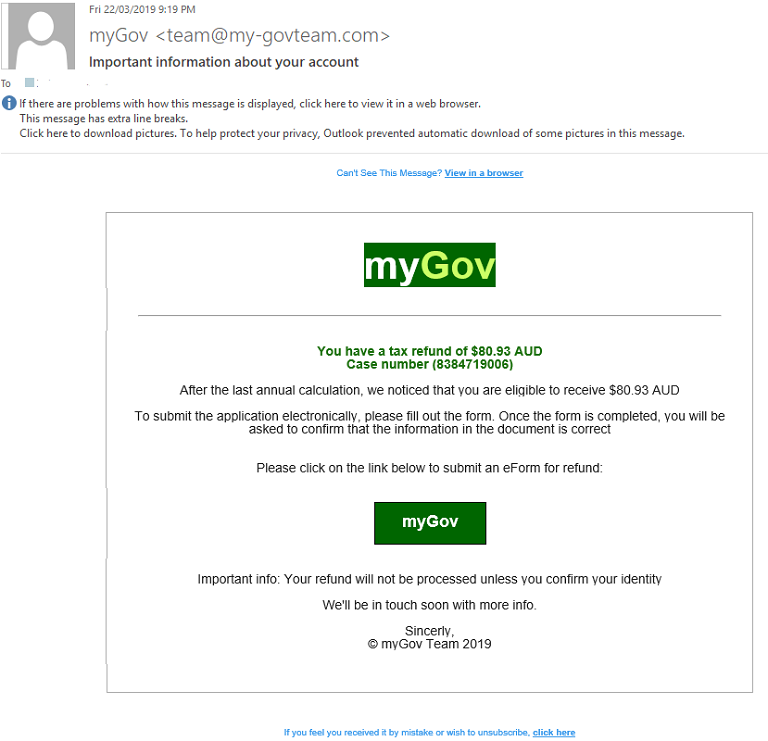 Fri 22/03/2019 9:19 PM
myGov <team@my-govteam.com>
Important information about your account
To
If there are problems with how this message is displayed, click here to view it in a web browser.
This message has extra line breaks.
Click here to download pictures. To help protect your privacy, Outlook prevented automatic download of some pictures in this message.
Can't See This Message? View in a browser
myGov
You have a tax refund of $80.93 AUD
Case number (8384719006)
After the last annual calculation, we noticed that you are eligible to receive $80.93 AUD
To submit the application electronically, please fill out the form. Once the form is completed, you will be
asked to confirm that the information in the document is correct
Please click on the link below to submit an eForm for refund:
myGov
Important info: Your refund will not be processed unless you confirm your identity
We'll be in touch soon with more info.
Sincerly,
© myGov Team 2019
If you feel you received it by mistake or wish to unsubscribe, click here